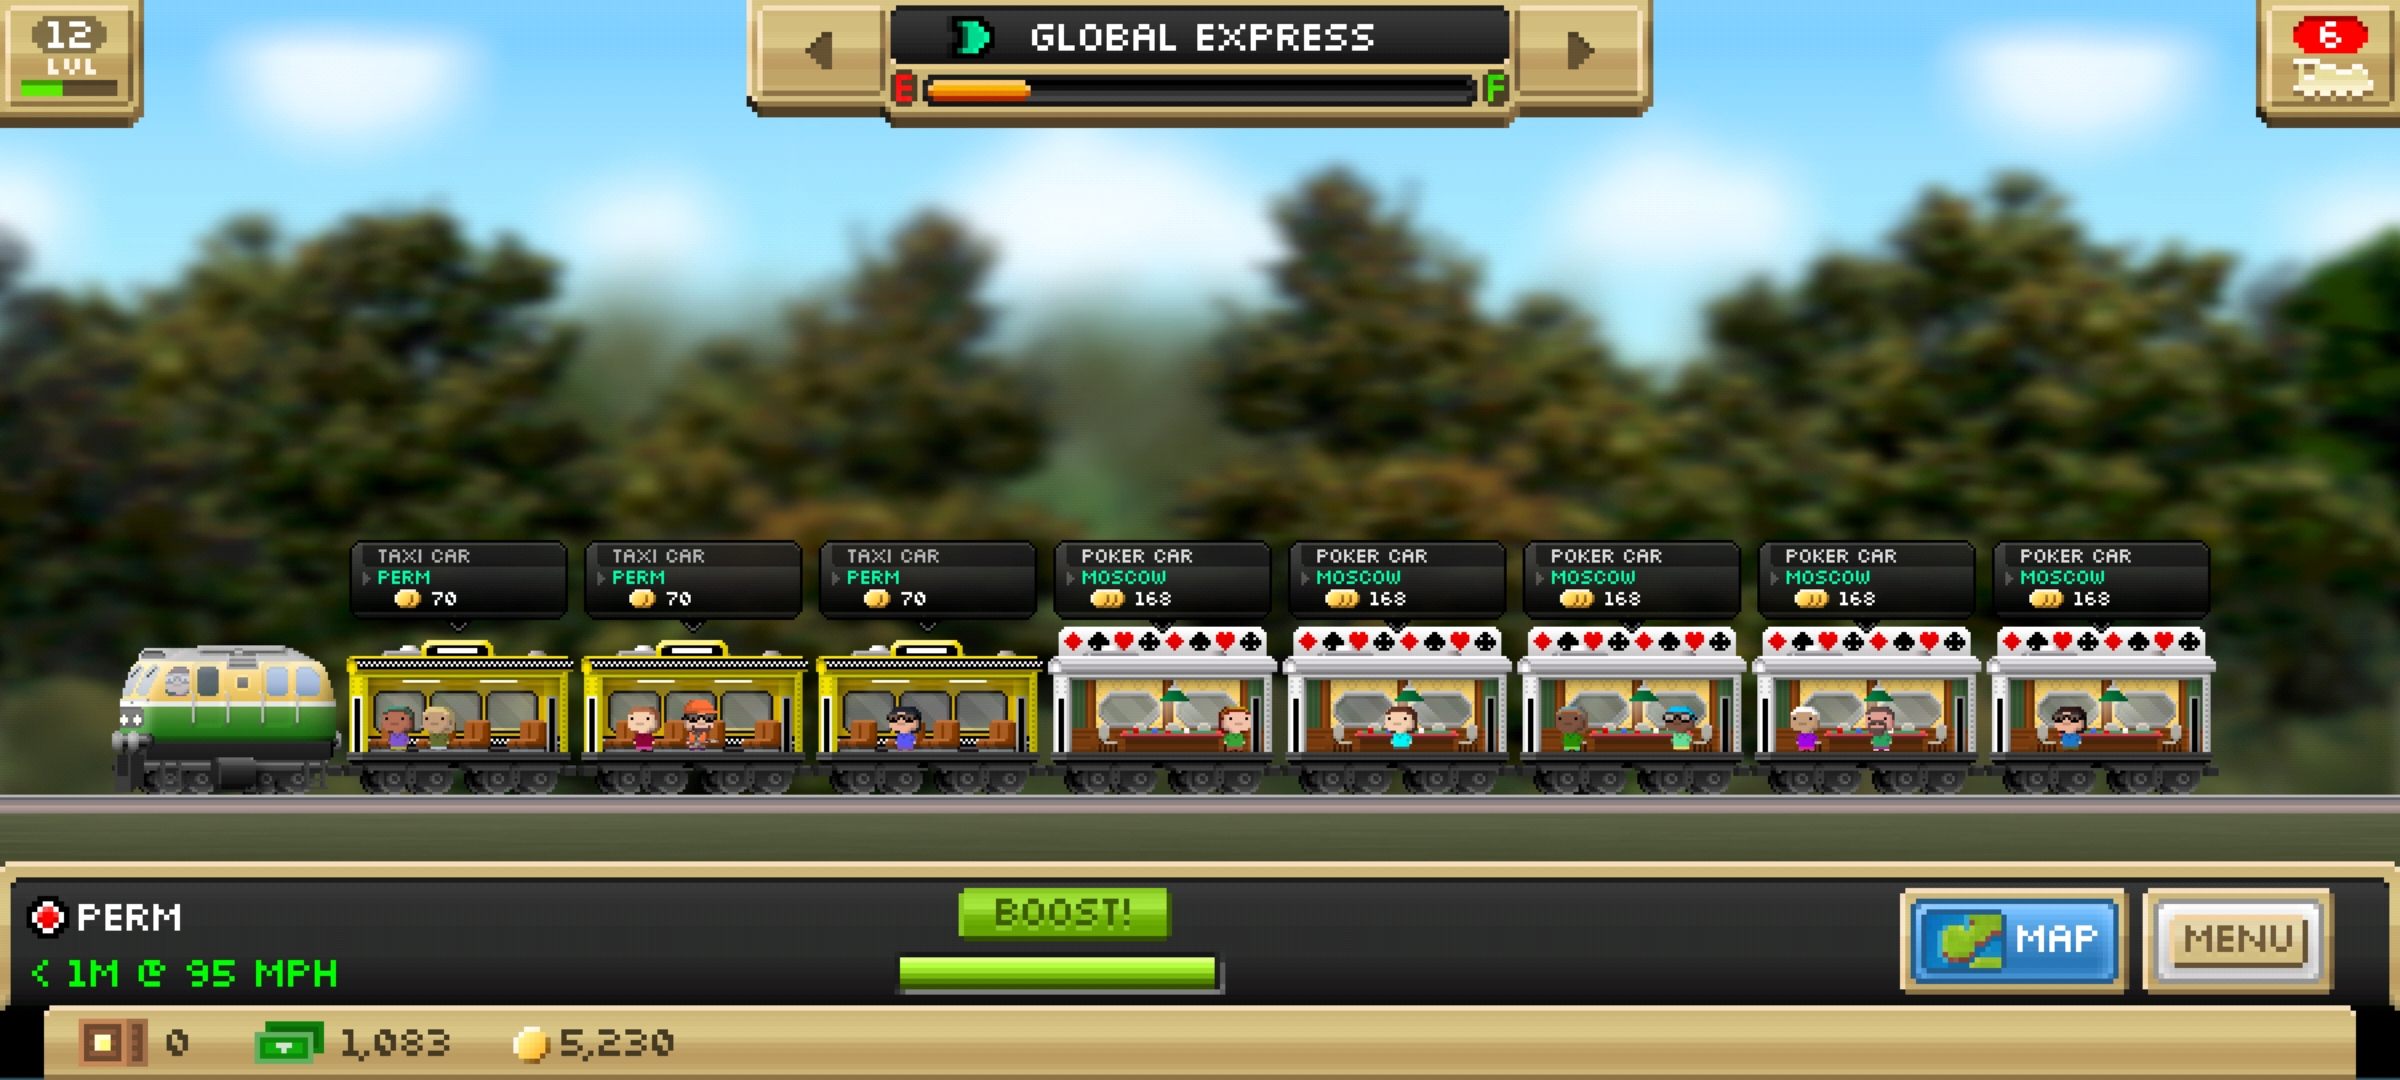 12
LVL
GLOBAL EXPRESS
E F
6
TAXI CAR
PERM
70
TAXI CAR
PERM
70
TAXI CAR
PERM
70
POKER CAR
MOSCOW
168
POKER CAR
MOSCOW
168
POKER CAR
MOSCOW
168
POKER CAR
MOSCOW
168
POKER CAR
MOSCOW
168
PERM
< 1M @ 95 MPH
BOOST!
MAP
MENU
0 1,083 5,230